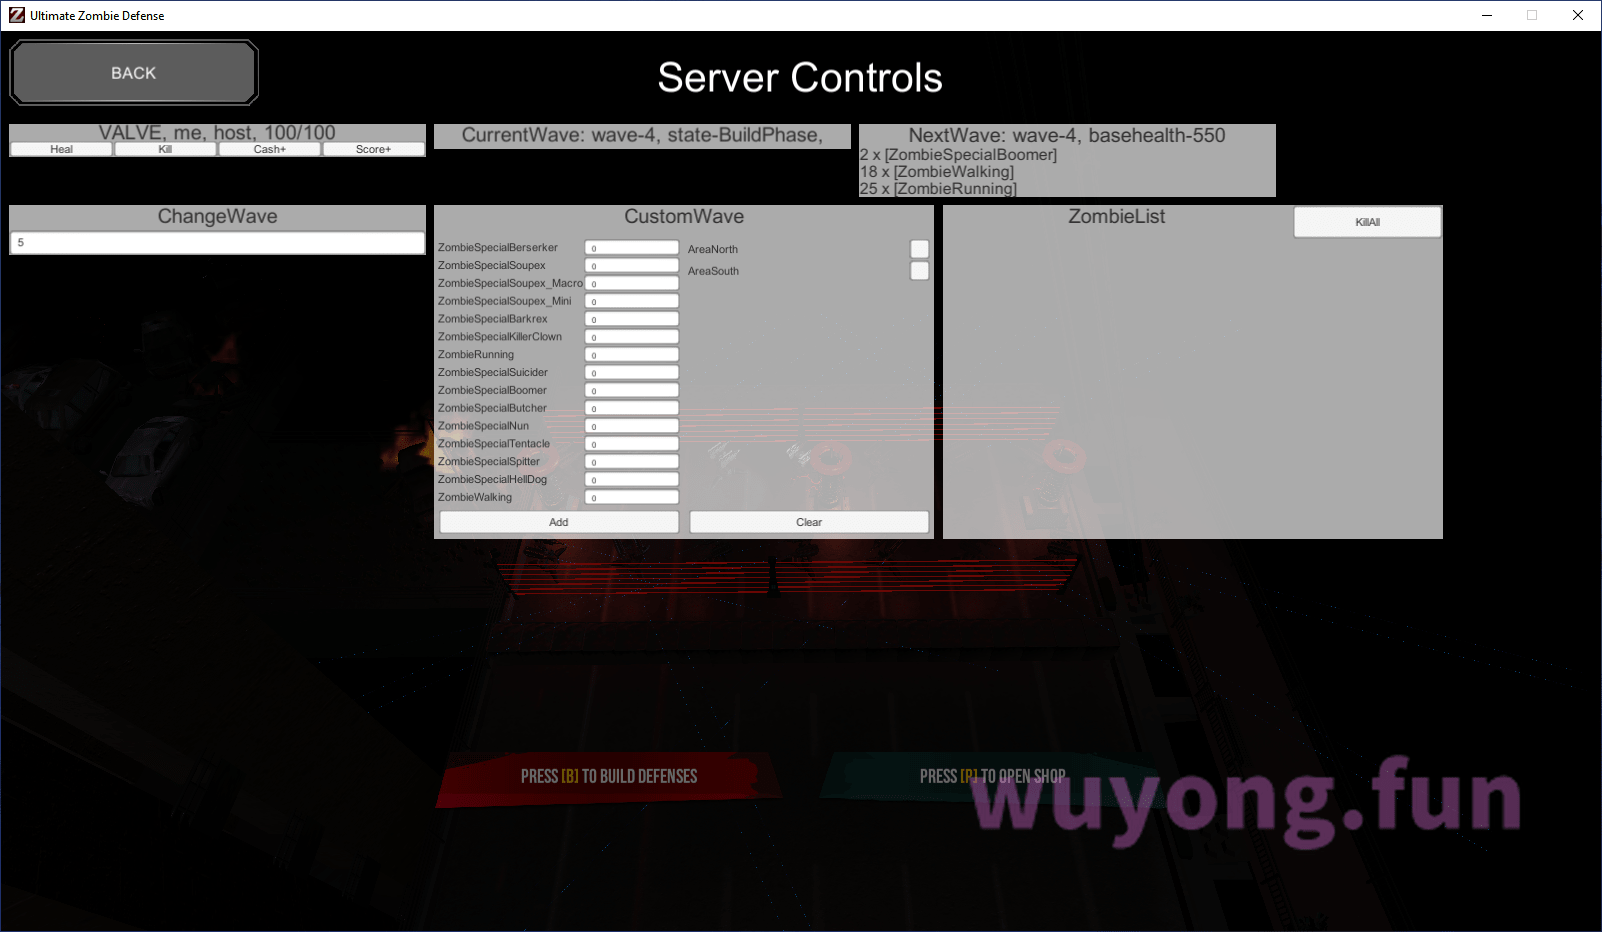 Ultimate Zombie Defense
BACK
Server Controls
VALVE, me, host, 100/100
Heal
Kill
Cash+
Score+
CurrentWave: wave-4, state-BuildPhase,
NextWave: wave-4, basehealth-550
2 x [ZombieSpecialBoomer]
18 x [ZombieWalking]
25 x [ZombieRunning]
ChangeWave
5
CustomWave
ZombieSpecialBerserker 0
ZombieSpecialSoupex 0
ZombieSpecialSoupex_Macro 0
ZombieSpecialSoupex_Mini 0
ZombieSpecialBarkrex 0
ZombieSpecialKillerClown 0
ZombieRunning 0
ZombieSpecialSuicider 0
ZombieSpecialBoomer 0
ZombieSpecialButcher 0
ZombieSpecialNun 0
ZombieSpecialTentacle 0
ZombieSpecialSpitter 0
ZombieSpecialHellDog 0
ZombieWalking 0
AreaNorth
AreaSouth
Add
Clear
ZombieList
KillAll
PRESS [B] TO BUILD DEFENSES
PRESS [P] TO OPEN SHOP
wuyong.fun